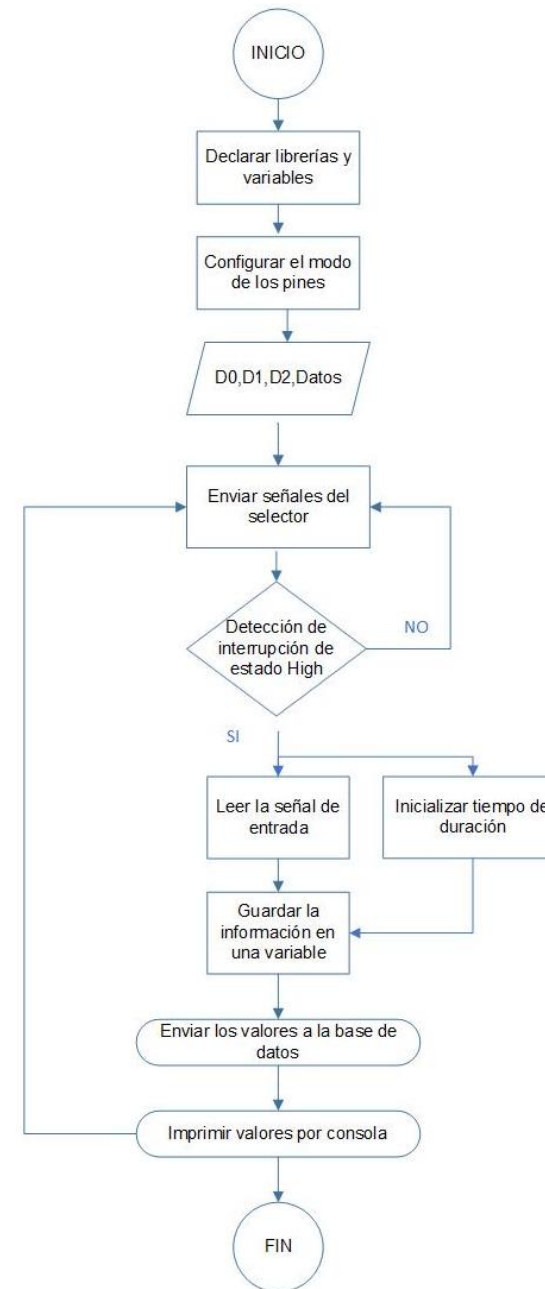 INICIO
Declarar librerías y
variables
Configurar el modo
de los pines
D0,D1,D2,Datos
Enviar señales del
selector
Detección de
interrupción de
estado High
NO
SI
Leer la señal de
entrada
Inicializar tiempo de
duración
Guardar la
información en
una variable
Enviar los valores a la base de
datos
Imprimir valores por consola
FIN